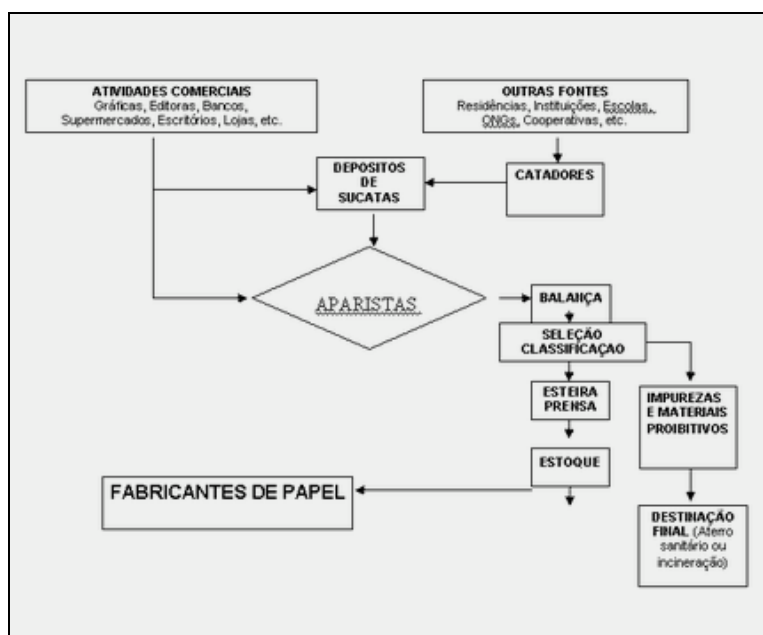 ATIVIDADES COMERCIAIS
Gráficas, Editoras, Bancos,
Supermercados, Escritórios, Lojas, etc.
OUTRAS FONTES
Residências, Instituições, Escolas,
ONGs, Cooperativas, etc.
DEPOSITOS
DE
SUCATAS
CATADORES
APARISTAS
BALANÇA
SELEÇÃO
CLASSIFICAÇAO
ESTEIRA
PRENSA
IMPUREZAS
E MATERIAIS
PROIBITIVOS
ESTOQUE
FABRICANTES DE PAPEL
DESTINAÇÃO
FINAL (Aterro
sanitário ou
incineração)